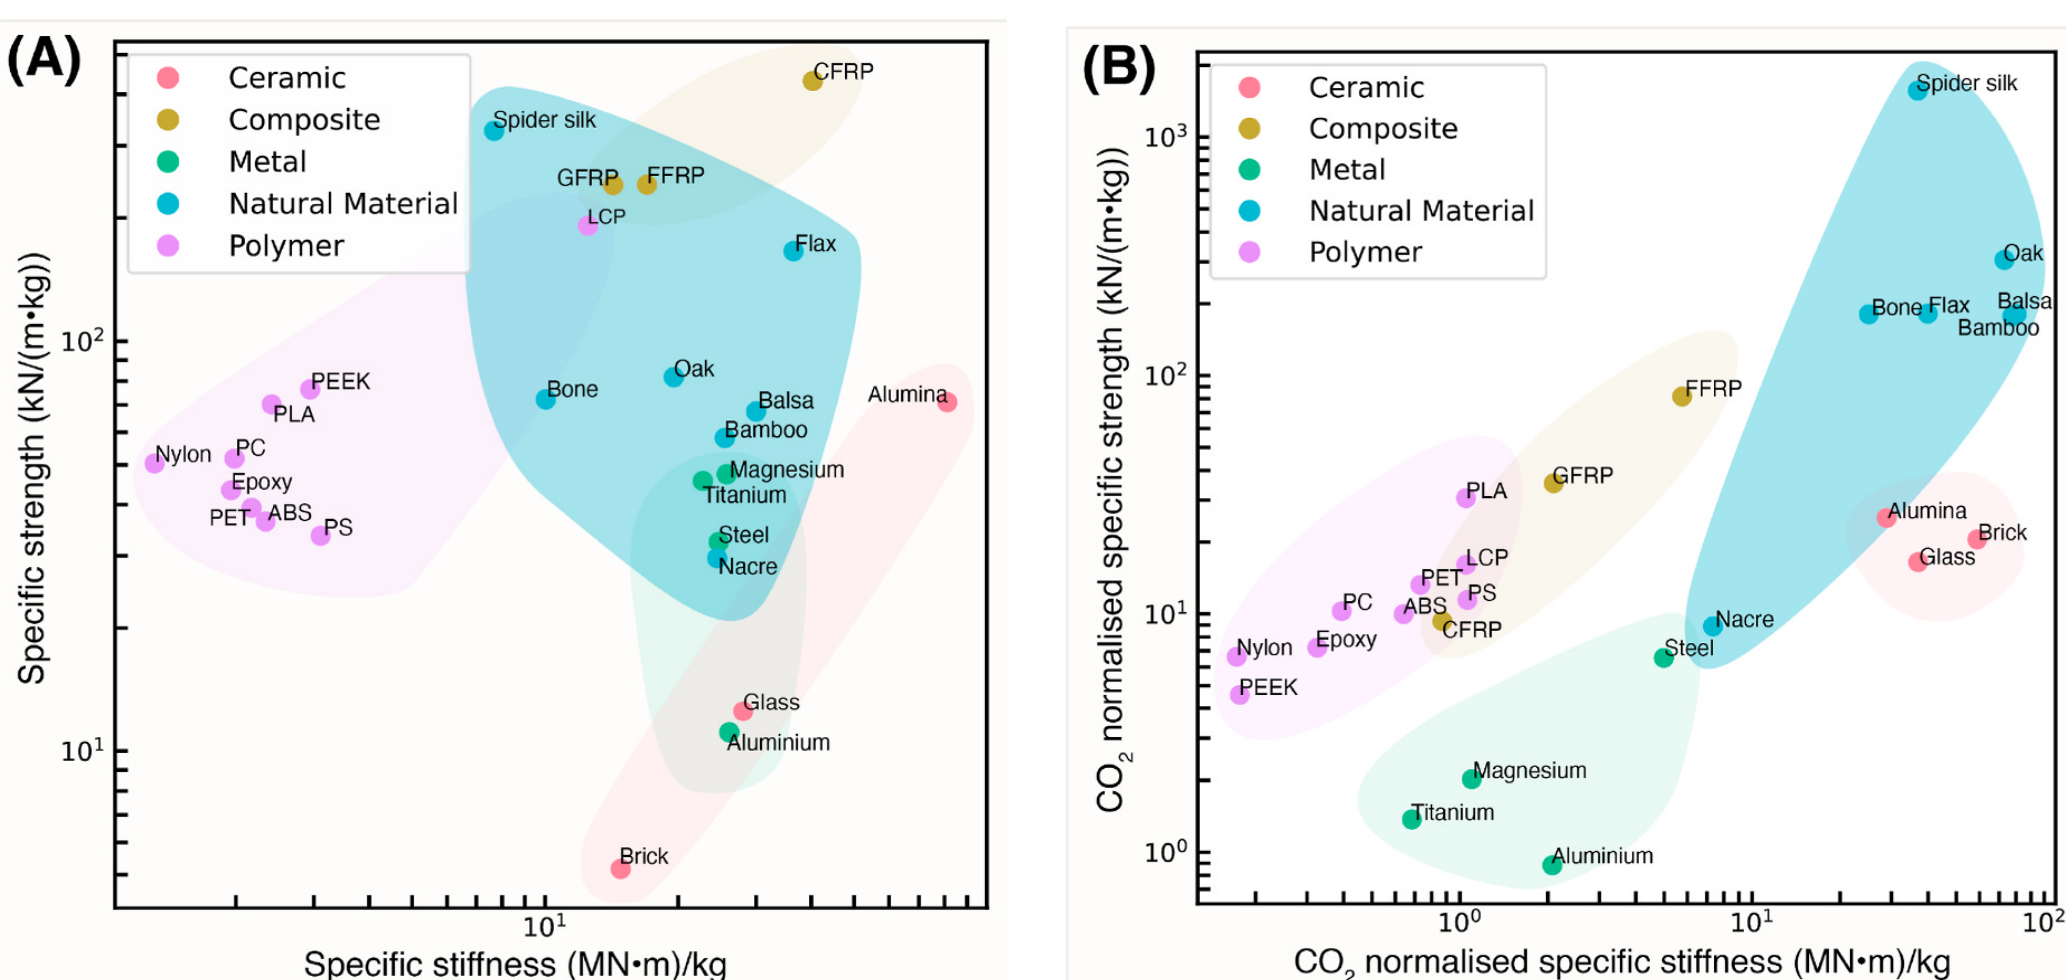 (A)
Ceramic
Composite
Metal
Natural Material
Polymer
CFRP
Spider silk
GFRP
FFRP
LCP
Flax
PEEK
PLA
Bone
Oak
Alumina
Balsa
Bamboo
Nylon
PC
Epoxy
Magnesium
Titanium
PET
ABS
PS
Steel
Nacre
Glass
Aluminium
Brick
10²
10¹
10¹
Specific strength (kN/(m•kg))
Specific stiffness (MN•m)/kg
(B)
Ceramic
Composite
Metal
Natural Material
Polymer
Spider silk
Oak
Bone
Flax
Balsa
Bamboo
FFRP
GFRP
PLA
Alumina
Brick
Glass
LCP
PET
PS
PC
ABS
CFRP
Nacre
Nylon
Epoxy
Steel
PEEK
Magnesium
Titanium
Aluminium
10³
10²
10¹
10⁰
10⁰
10¹
10²
CO₂ normalised specific strength (kN/(m•kg))
CO₂ normalised specific stiffness (MN•m)/kg